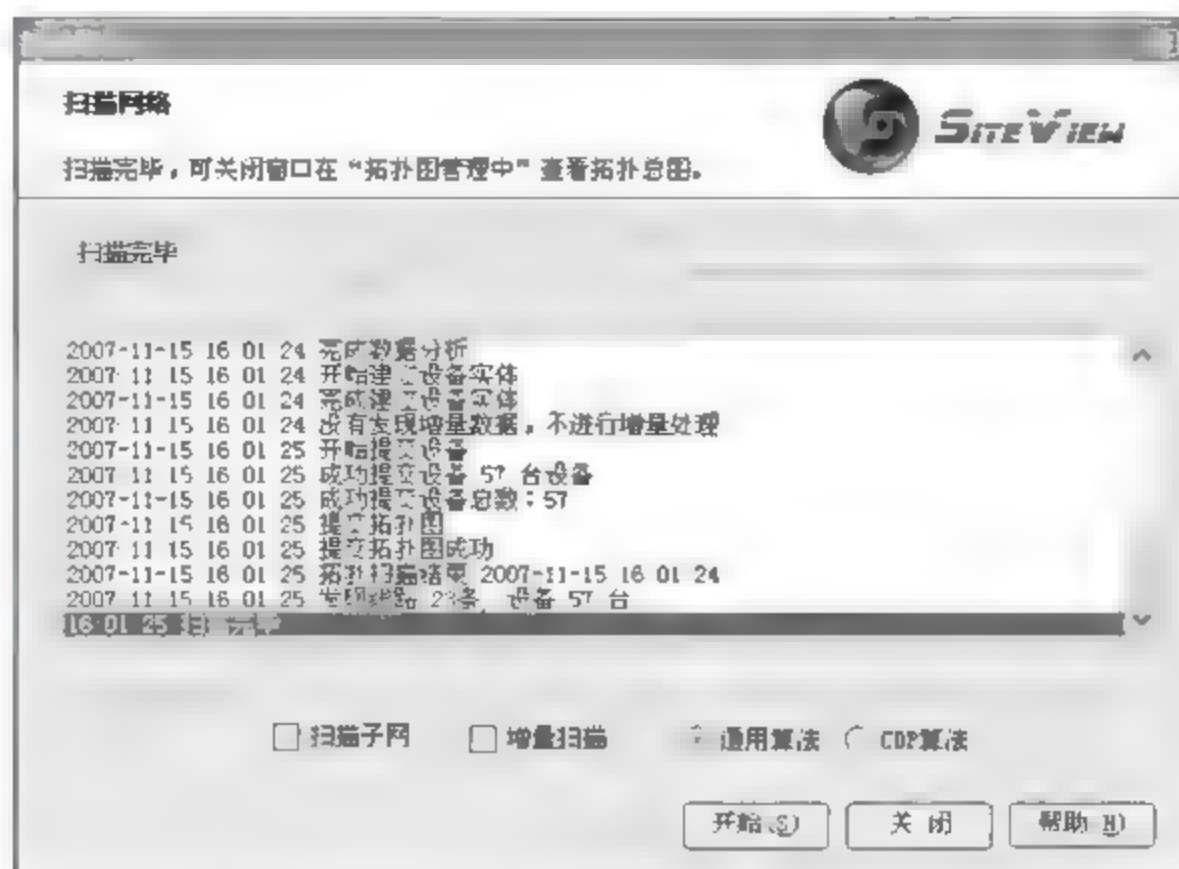 扫描网络
SITEVIEW
扫描完毕，可关闭窗口在“拓扑图管理中”查看拓扑总图。
扫描完毕
2007-11-15 16 01 24 完成数据分析
2007 11 15 16 01 24 开始建立设备实体
2007-11-15 16 01 24 完成建立设备实体
2007 11 15 16 01 24 没有发现增量数据，不进行增量处理
2007-11-15 16 01 25 开始提交设备
2007 11 15 16 01 25 成功提交设备 57 台设备
2007-11-15 16 01 25 成功提交设备总数：57
2007-11 15 16 01 25 提交拓扑图
2007 11 15 16 01 25 提交拓扑图成功
2007-11-15 16 01 25 拓扑扫描结束 2007-11-15 16 01 24
2007 11 15 16 01 25 发现线路 条 设备 57 台
16 01 25 扫 完毕
扫描子网 增量扫描 通用算法 CDP算法
开始(S) 关 闭 帮助(H)